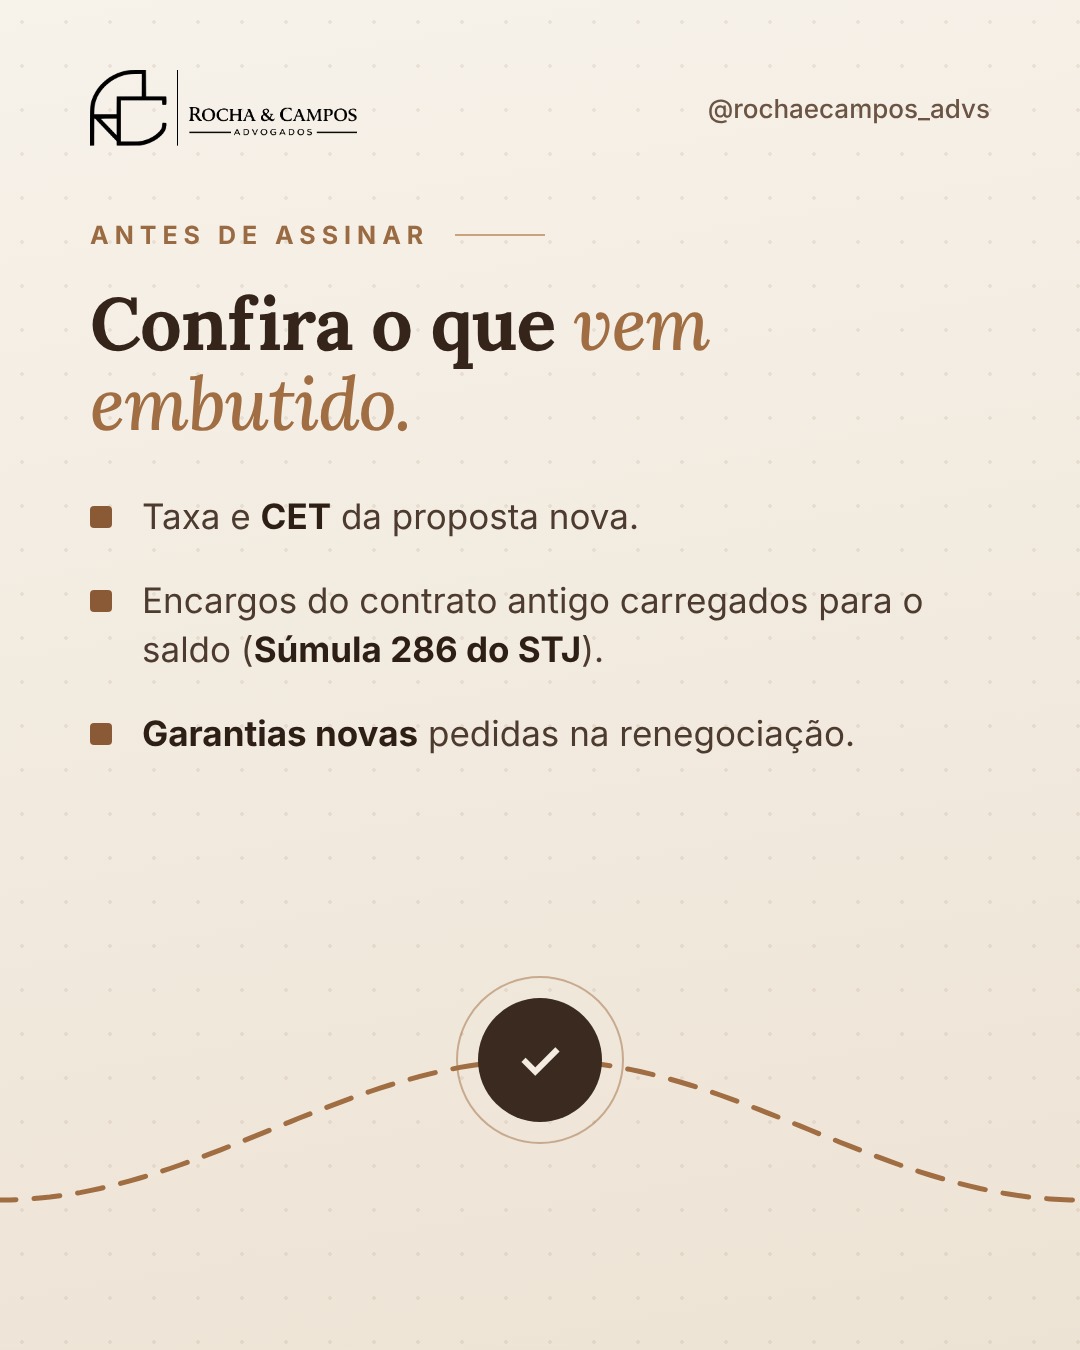 ROCHA & CAMPOS
ADVOGADOS
@rochaecampos_advs
ANTES DE ASSINAR
Confira o que vem
embutido.
Taxa e CET da proposta nova.
Encargos do contrato antigo carregados para o
saldo (Súmula 286 do STJ).
Garantias novas pedidas na renegociação.